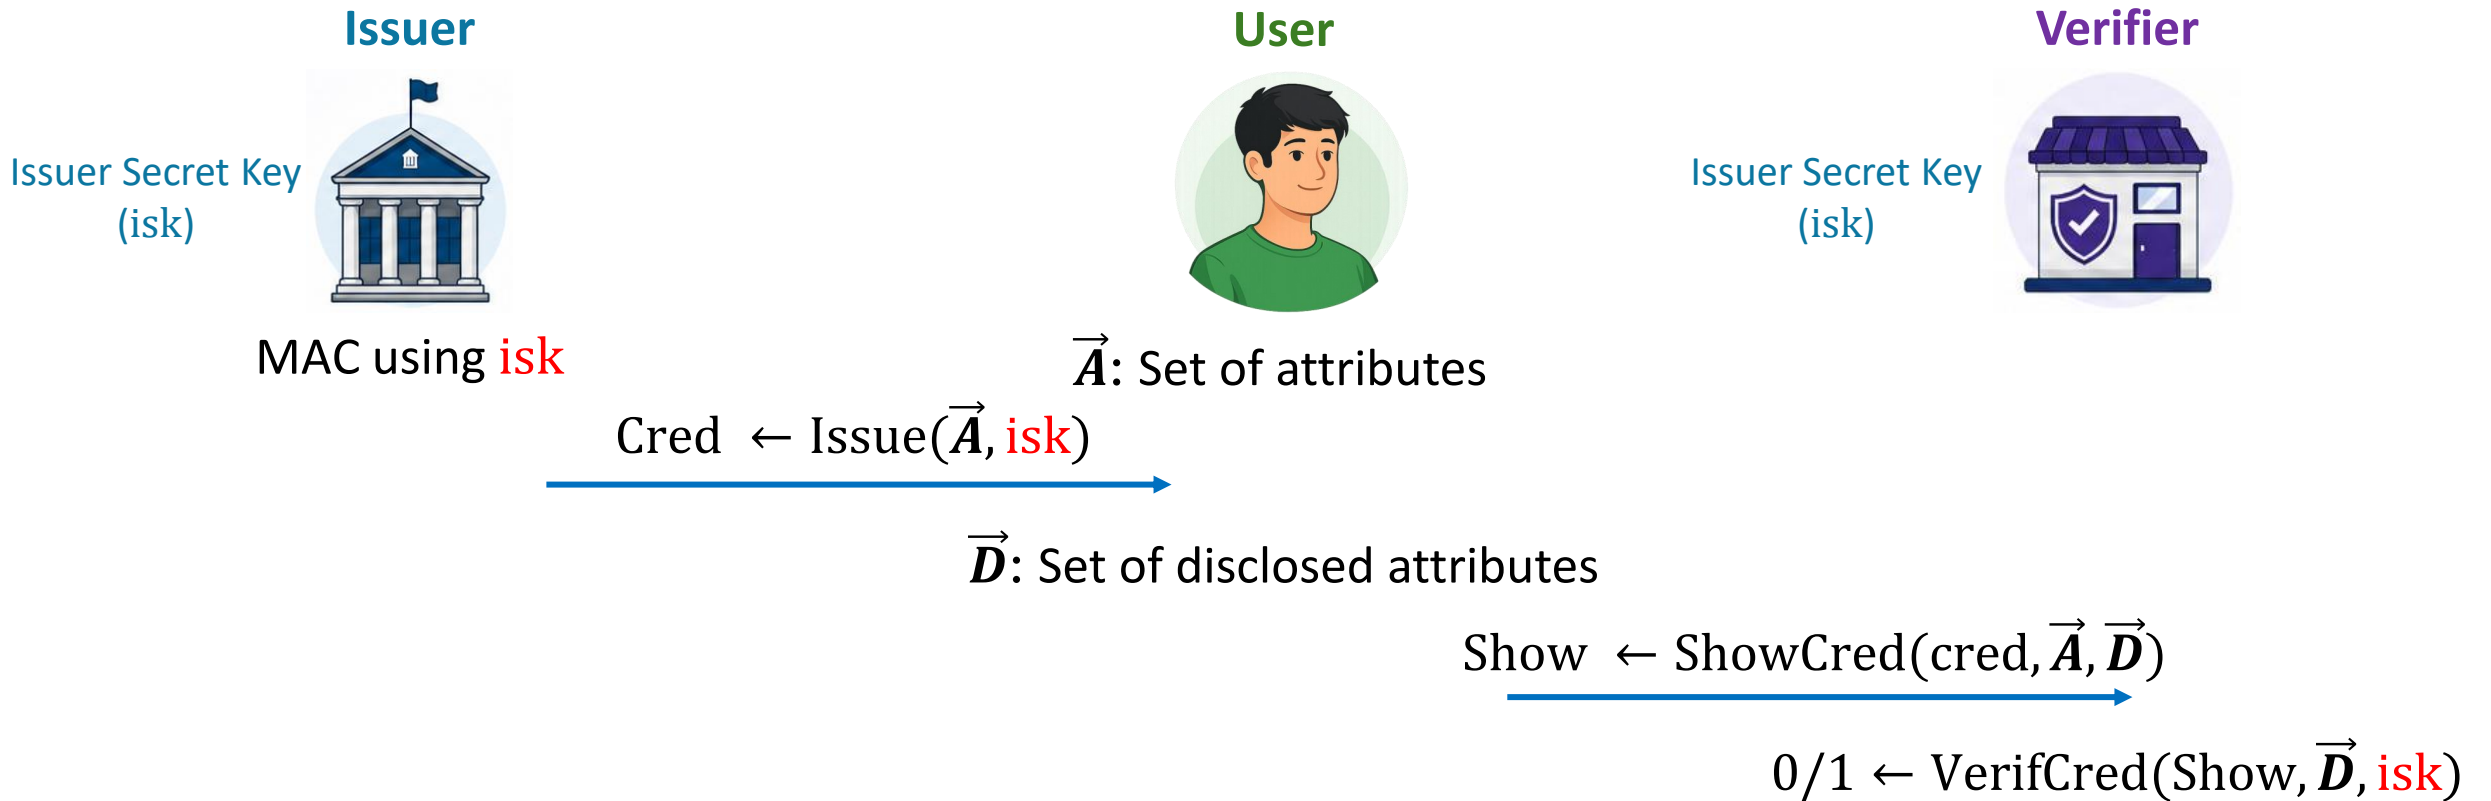 Issuer
User
Verifier
Issuer Secret Key
(isk)
Issuer Secret Key
(isk)
MAC using isk
𝑨⃗: Set of attributes
Cred ← Issue(𝑨⃗, isk)
𝑫⃗: Set of disclosed attributes
Show ← ShowCred(cred, 𝑨⃗, 𝑫⃗)
0/1 ← VerifCred(Show, 𝑫⃗, isk)